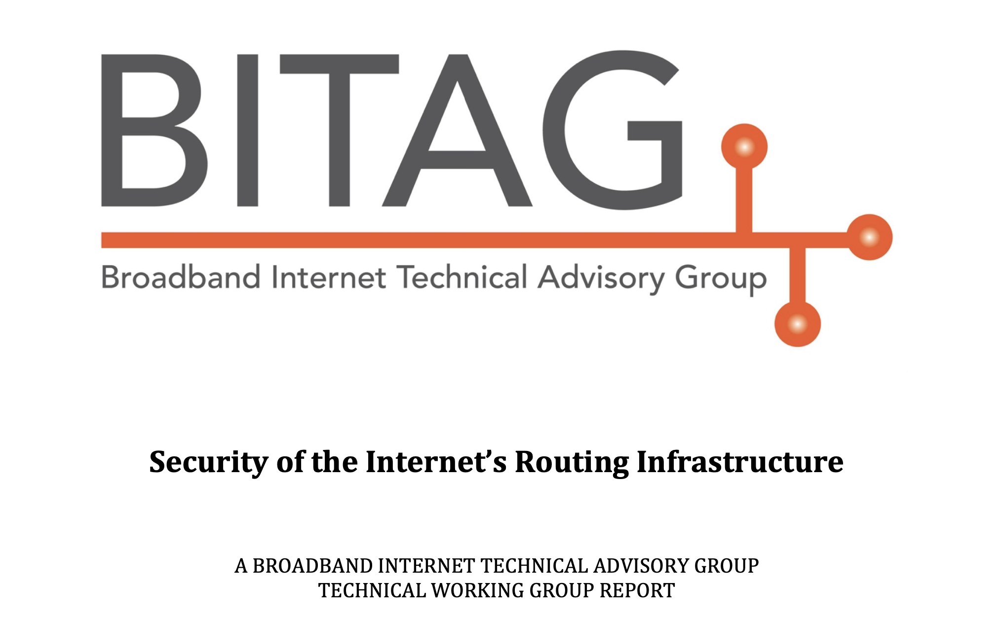 BITAG
Broadband Internet Technical Advisory Group
Security of the Internet’s Routing Infrastructure
A BROADBAND INTERNET TECHNICAL ADVISORY GROUP
TECHNICAL WORKING GROUP REPORT